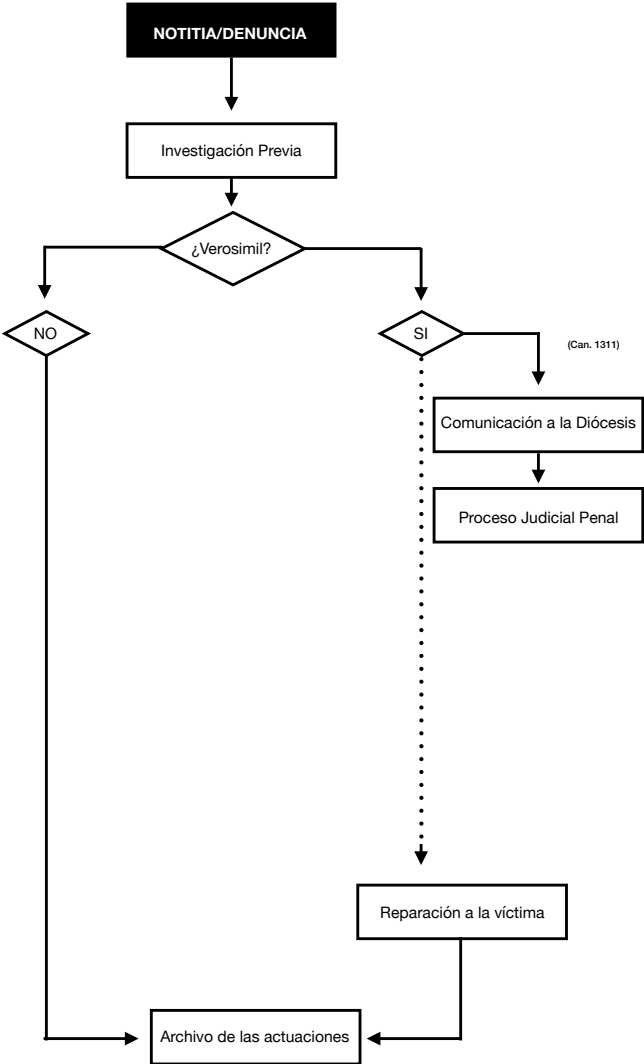 NOTITIA/DENUNCIA
Investigación Previa
¿Verosimil?
NO
SI
(Can. 1311)
Comunicación a la Diócesis
Proceso Judicial Penal
Reparación a la víctima
Archivo de las actuaciones